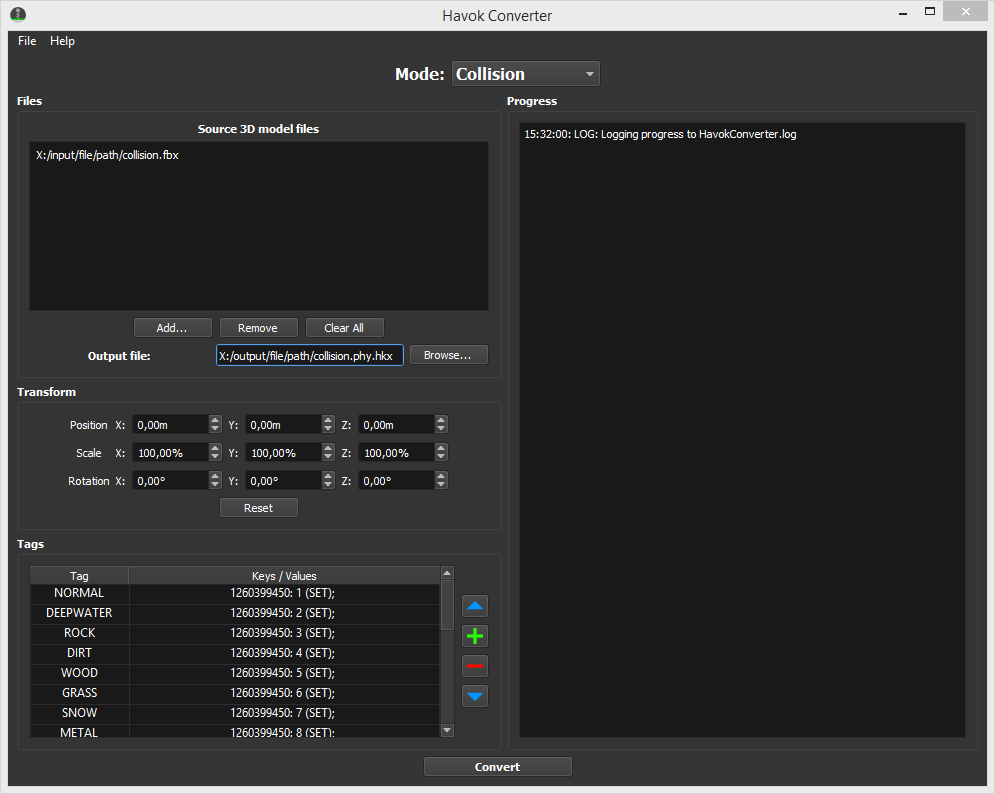 Havok Converter
File Help
Mode: Collision
Files
Source 3D model files
X:/input/file/path/collision.fbx
Add... Remove Clear All
Output file: X:/output/file/path/collision.phy.hkx Browse...
Transform
Position X: 0,00m Y: 0,00m Z: 0,00m
Scale X: 100,00% Y: 100,00% Z: 100,00%
Rotation X: 0,00° Y: 0,00° Z: 0,00°
Reset
Tags
Tag Keys / Values
NORMAL 1260399450: 1 (SET);
DEEPWATER 1260399450: 2 (SET);
ROCK 1260399450: 3 (SET);
DIRT 1260399450: 4 (SET);
WOOD 1260399450: 5 (SET);
GRASS 1260399450: 6 (SET);
SNOW 1260399450: 7 (SET);
METAL 1260399450: 8 (SET);
Progress
15:32:00: LOG: Logging progress to HavokConverter.log
Convert